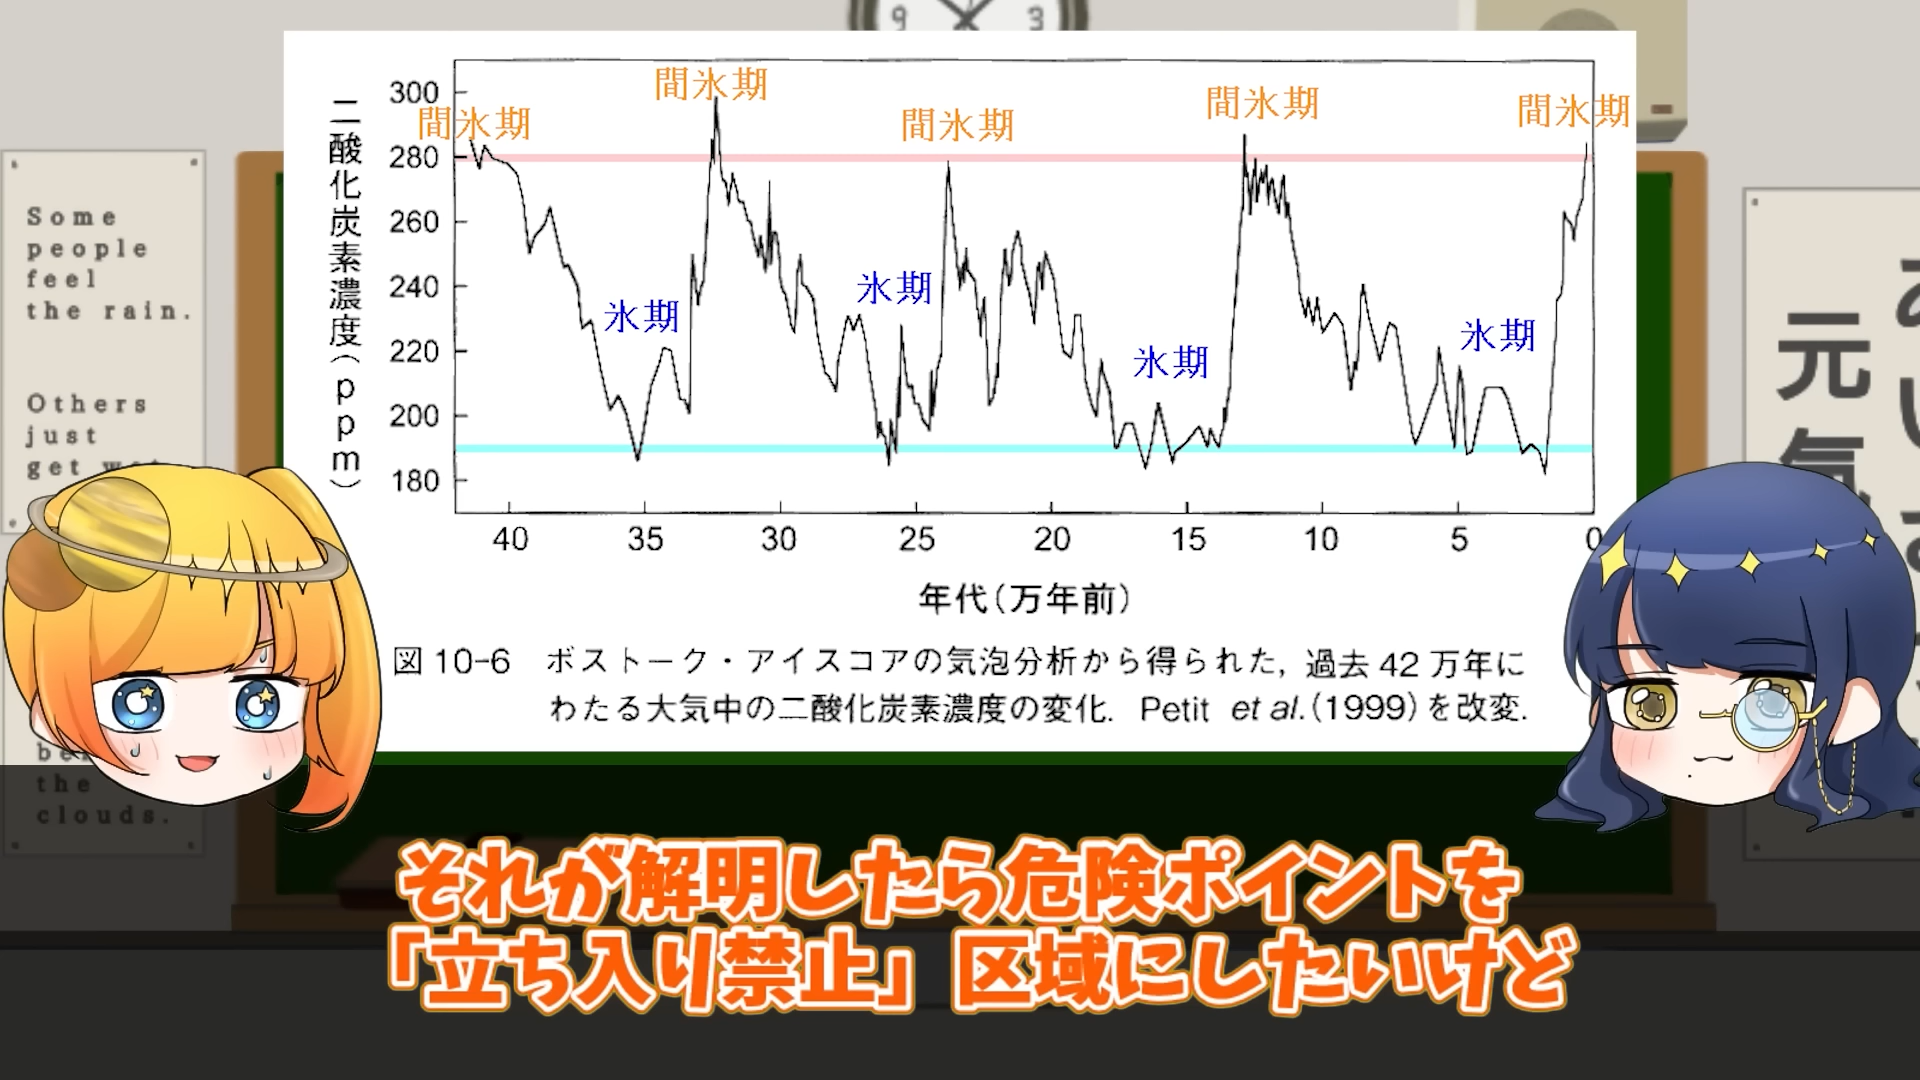 9 3
間氷期
間氷期
間氷期
間氷期
間氷期
氷期
氷期
氷期
氷期
二酸化炭素濃度(ppm)
300
280
260
240
220
200
180
40 35 30 25 20 15 10 5 0
年代(万年前)
図 10-6 ボストーク・アイスコアの気泡分析から得られた, 過去 42 万年に
わたる大気中の二酸化炭素濃度の変化. Petit et al.(1999)を改変.
Some
people
feel
the rain.
Others
just
get
the
clouds.
元気
それが解明したら危険ポイントを
「立ち入り禁止」区域にしたいけど